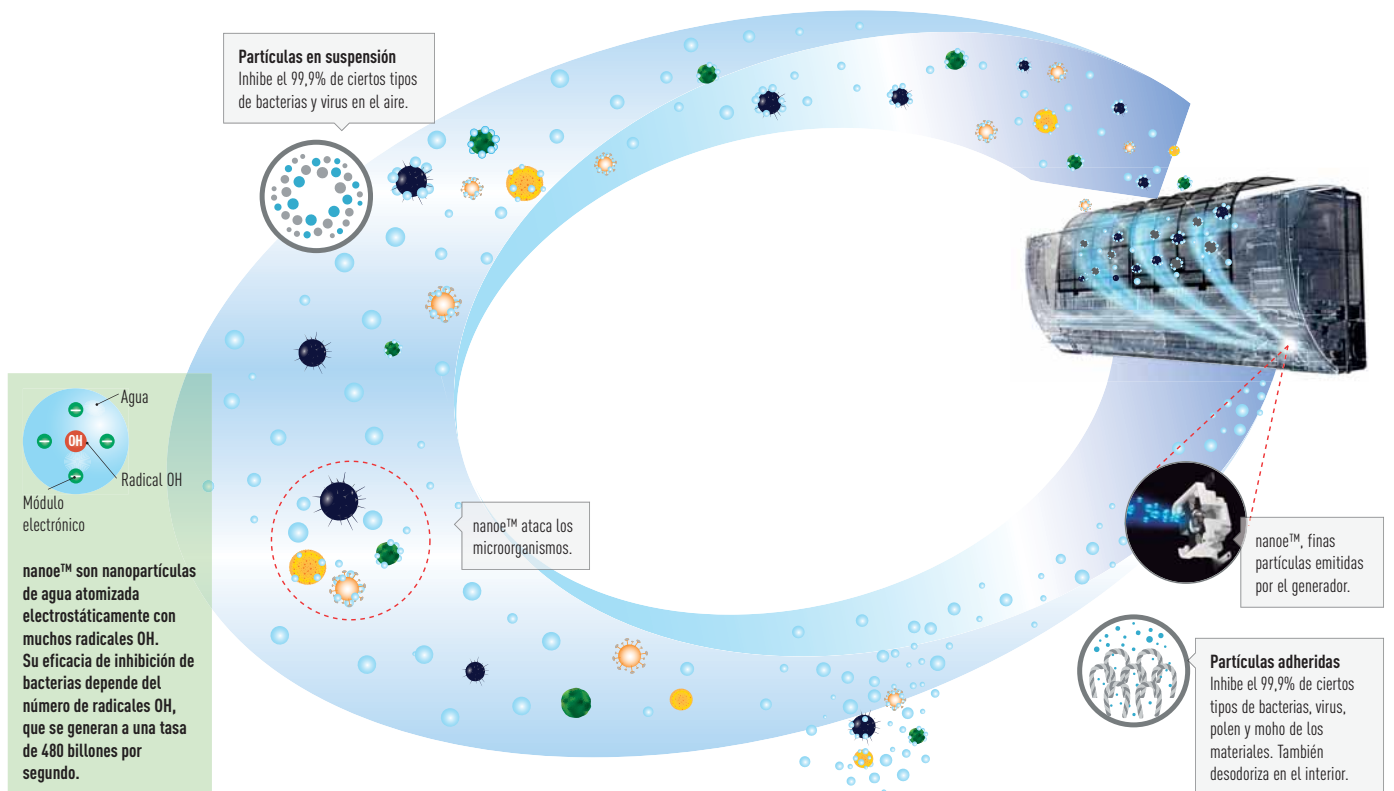 Partículas en suspensión
Inhibe el 99,9% de ciertos tipos
de bacterias y virus en el aire.
Agua
OH
Radical OH
Módulo
electrónico
nanoe™ son nanopartículas
de agua atomizada
electrostáticamente con
muchos radicales OH.
Su eficacia de inhibición de
bacterias depende del
número de radicales OH,
que se generan a una tasa
de 480 billones por
segundo.
nanoe™ ataca los
microorganismos.
nanoe™, finas
partículas emitidas
por el generador.
Partículas adheridas
Inhibe el 99,9% de ciertos
tipos de bacterias, virus,
polen y moho de los
materiales. También
desodoriza en el interior.